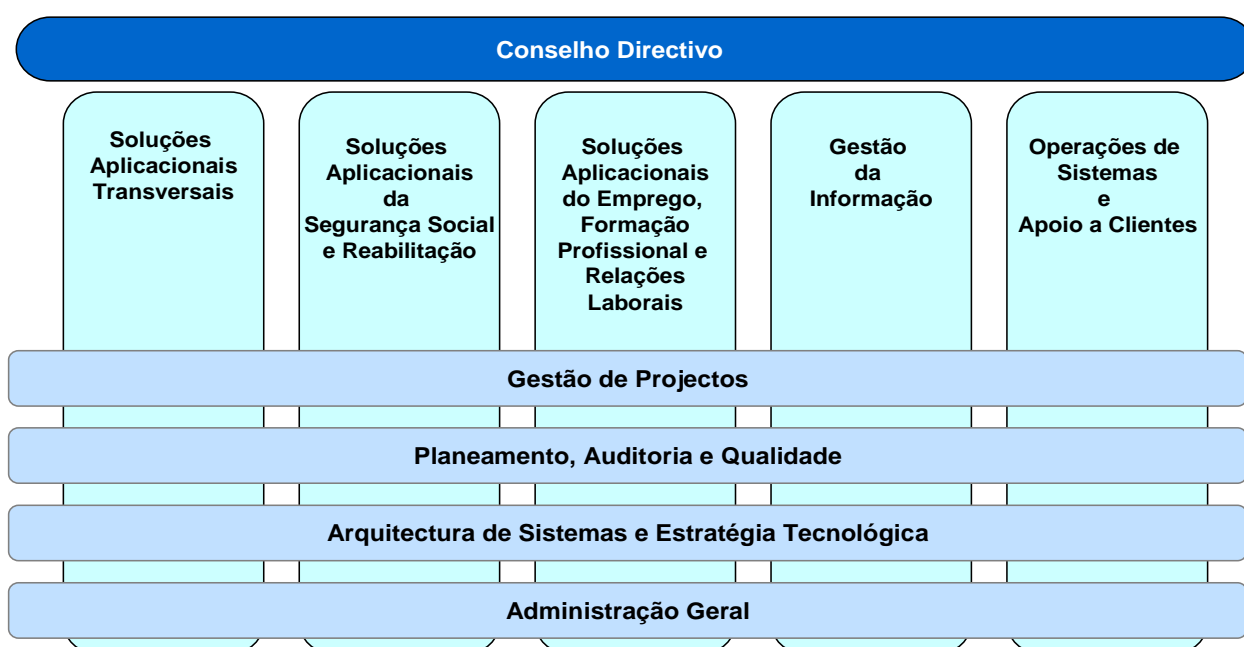 Conselho Directivo
Soluções
Aplicacionais
Transversais
Soluções
Aplicacionais
da
Segurança Social
e Reabilitação
Soluções
Aplicacionais
do Emprego,
Formação
Profissional e
Relações
Laborais
Gestão
da
Informação
Operações de
Sistemas
e
Apoio a Clientes
Gestão de Projectos
Planeamento, Auditoria e Qualidade
Arquitectura de Sistemas e Estratégia Tecnológica
Administração Geral